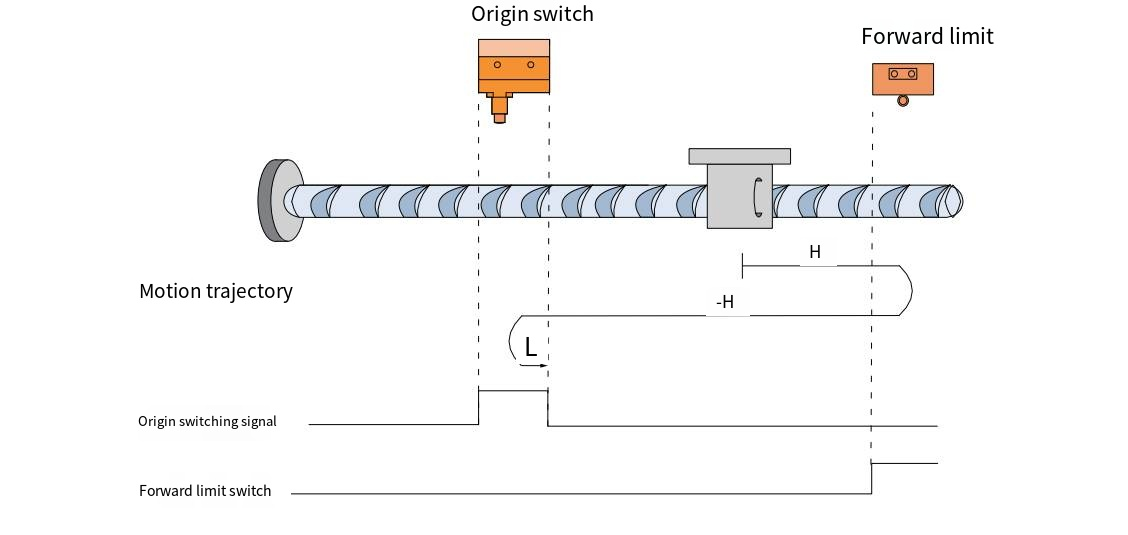 Origin switch
Forward limit
H
Motion trajectory
-H
L
Origin switching signal
Forward limit switch